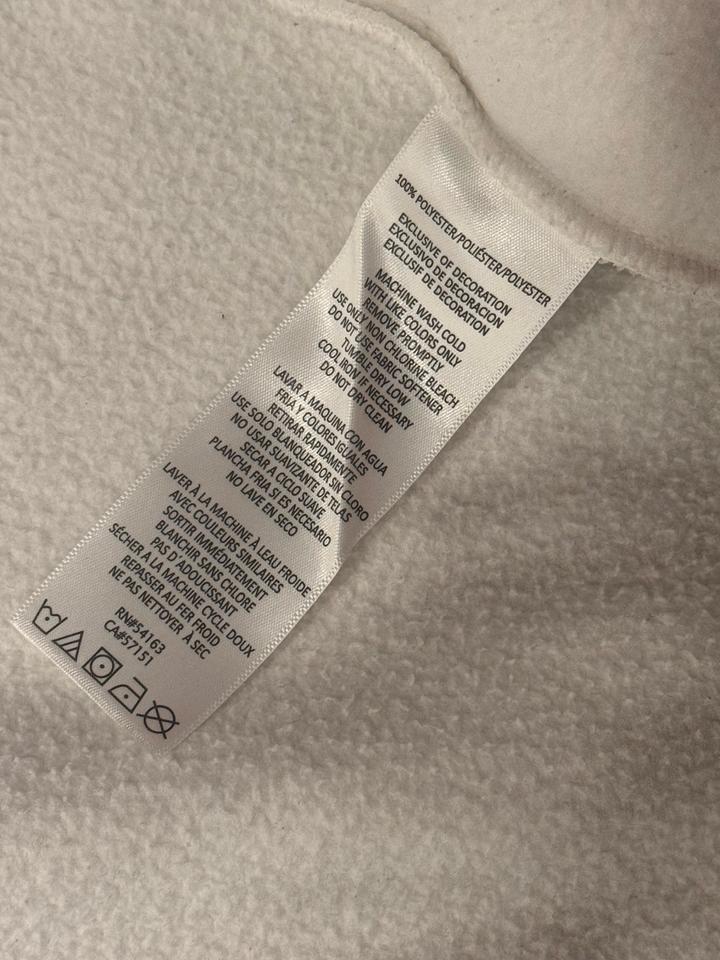 100% POLYESTER/POLIÉSTER/POLYESTER
EXCLUSIVE OF DECORATION
EXCLUSIVO DE DECORACION
EXCLUSIF DE DECORATION
MACHINE WASH COLD
WITH LIKE COLORS ONLY
REMOVE PROMPTLY
USE ONLY NON CHLORINE BLEACH
DO NOT USE FABRIC SOFTENER
TUMBLE DRY LOW
COOL IRON IF NECESSARY
DO NOT DRY CLEAN
LAVAR A MAQUINA CON AGUA
FRIA Y COLORES IGUALES
RETIRAR RAPIDAMENTE
USE SOLO BLANQUEADOR SIN CLORO
NO USAR SUAVIZANTE DE TELAS
SECAR A CICLO SUAVE
PLANCHA FRIA SI ES NECESARIO
NO LAVE EN SECO
LAVER À LA MACHINE À LEAU FROIDE
AVEC COULEURS SIMILAIRES
SORTIR IMMÉDIATEMENT
BLANCHIR SANS CHLORE
PAS D'ADOUCISSANT
SÉCHER À LA MACHINE CYCLE DOUX
REPASSER AU FER FROID
NE PAS NETTOYER À SEC
RN#54163
CA#57151